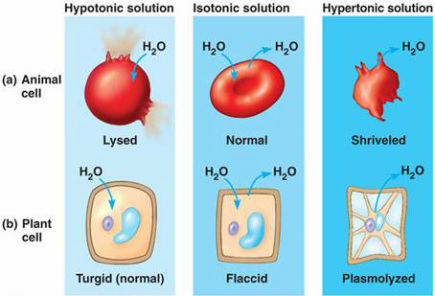 Hypotonic solution
Isotonic solution
Hypertonic solution
(a) Animal
cell
H₂O
H₂O
H₂O
H₂O
Lysed
Normal
Shriveled
(b) Plant
cell
H₂O
H₂O
H₂O
H₂O
Turgid (normal)
Flaccid
Plasmolyzed